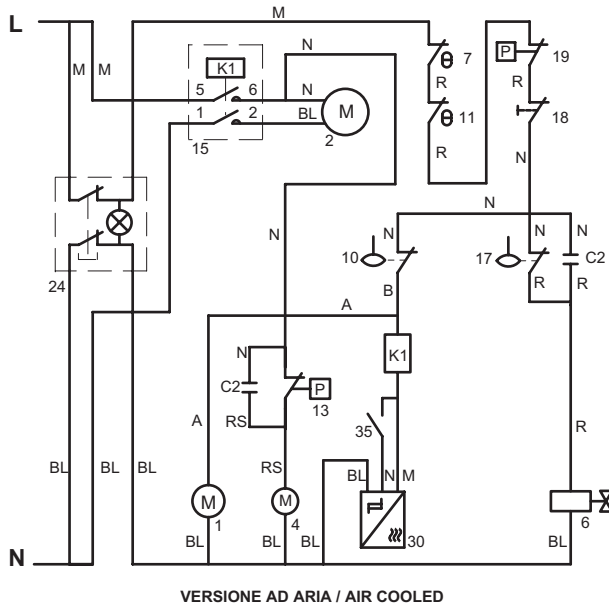 L
M
M M
K1
N
5 6
N
1 2
BL
M
2
15
7
R
11
R
P 19
R
18
N
N
24
N
10
B
N
N
17
R
N
C2
R
A
K1
N
C2
P
13
RS
35
A
RS
R
BL BL BL
BL N M
M
1
M
4
30
6
BL BL BL BL
N
VERSIONE AD ARIA / AIR COOLED